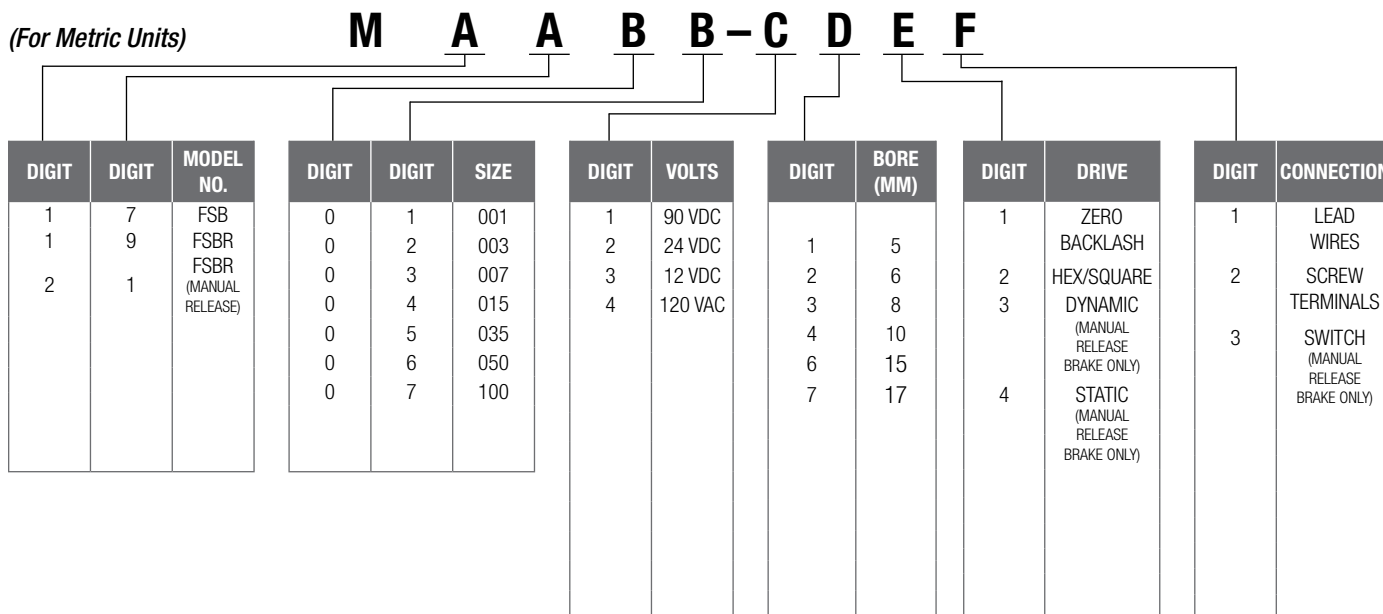 (For Metric Units) M A A B B – C D E F
DIGIT DIGIT MODEL NO.
1 7 FSB
1 9 FSBR
2 1 FSBR (MANUAL RELEASE)
DIGIT DIGIT SIZE
0 1 001
0 2 003
0 3 007
0 4 015
0 5 035
0 6 050
0 7 100
DIGIT VOLTS
1 90 VDC
2 24 VDC
3 12 VDC
4 120 VAC
DIGIT BORE (MM)
1 5
2 6
3 8
4 10
6 15
7 17
DIGIT DRIVE
1 ZERO
BACKLASH
2 HEX/SQUARE
3 DYNAMIC
(MANUAL
RELEASE
BRAKE ONLY)
4 STATIC
(MANUAL
RELEASE
BRAKE ONLY)
DIGIT CONNECTION
1 LEAD
WIRES
2 SCREW
TERMINALS
3 SWITCH
(MANUAL
RELEASE
BRAKE ONLY)